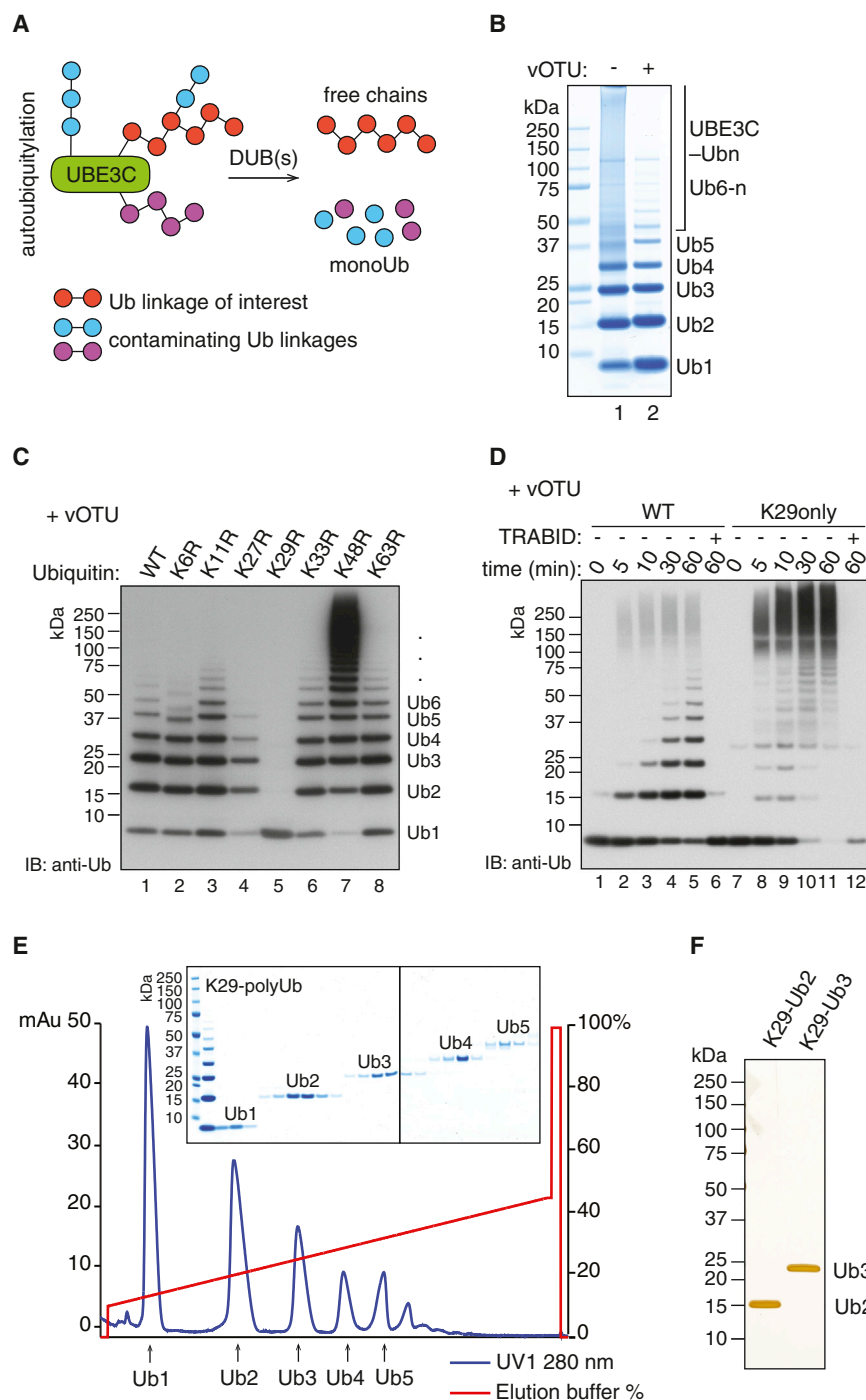 A
autoubiquitylation
UBE3C
DUB(s)
free chains
monoUb
Ub linkage of interest
contaminating Ub linkages
B
vOTU: - +
kDa
250
150
100
75
50
37
25
20
15
10
UBE3C
–Ubn
Ub6-n
Ub5
Ub4
Ub3
Ub2
Ub1
1 2
C
+ vOTU
Ubiquitin: WT K6R K11R K27R K29R K33R K48R K63R
kDa
250
150
100
75
50
37
25
20
15
10
Ub6
Ub5
Ub4
Ub3
Ub2
Ub1
IB: anti-Ub
1 2 3 4 5 6 7 8
D
+ vOTU
WT K29only
TRABID: - - - - - + - - - - - +
time (min): 0 5 10 30 60 60 0 5 10 30 60 60
kDa
250
150
100
75
50
37
25
20
15
10
IB: anti-Ub
1 2 3 4 5 6 7 8 9 10 11 12
E
mAu
50
40
30
20
10
0
kDa
250
150
100
75
50
37
25
20
15
10
K29-polyUb
Ub1
Ub2
Ub3
Ub4
Ub5
100%
80
60
40
20
0
Ub1 Ub2 Ub3 Ub4 Ub5
UV1 280 nm
Elution buffer %
F
K29-Ub2
K29-Ub3
kDa
250
150
100
75
50
37
25
20
15
10
Ub3
Ub2